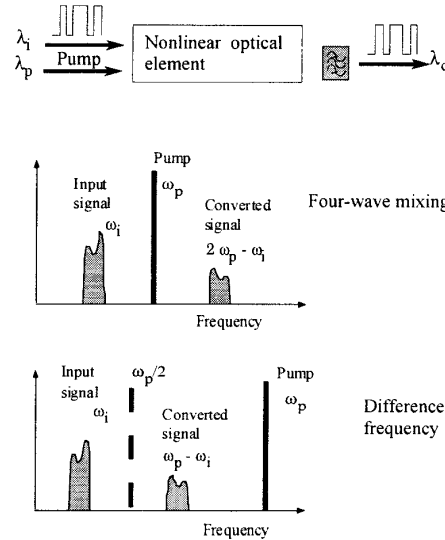 λi
λp
Pump
Nonlinear optical
element
λc
Pump
ωp
Input
signal
ωi
Converted
signal
2 ωp - ωi
Four-wave mixing
Frequency
Input
signal
ωi
ωp/2
Converted
signal
ωp - ωi
Pump
ωp
Difference
frequency
Frequency